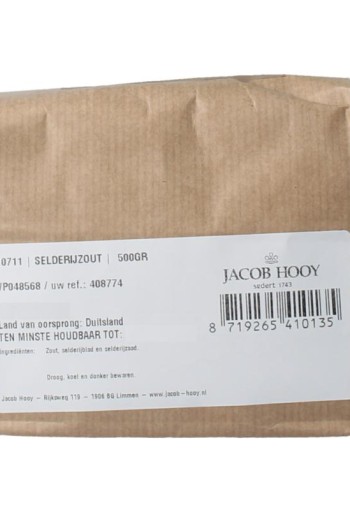 0711 | SELDERIJZOUT | 500GR
VP048568 / uw ref.: 408774
Land van oorsprong: Duitsland
TEN MINSTE HOUDBAAR TOT:
Ingrediënten: Zout, selderijblad en selderijzaad.
Droog, koel en donker bewaren.
Jacob Hooy - Rijksweg 119 - 1906 BG Limmen - www.jacob-hooy.nl
JACOB HOOY
sedert 1743
8 719265 410135